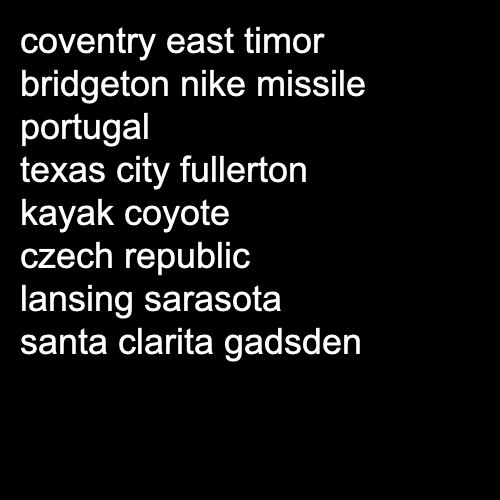 coventry east timor
bridgeton nike missile
portugal
texas city fullerton
kayak coyote
czech republic
lansing sarasota
santa clarita gadsden